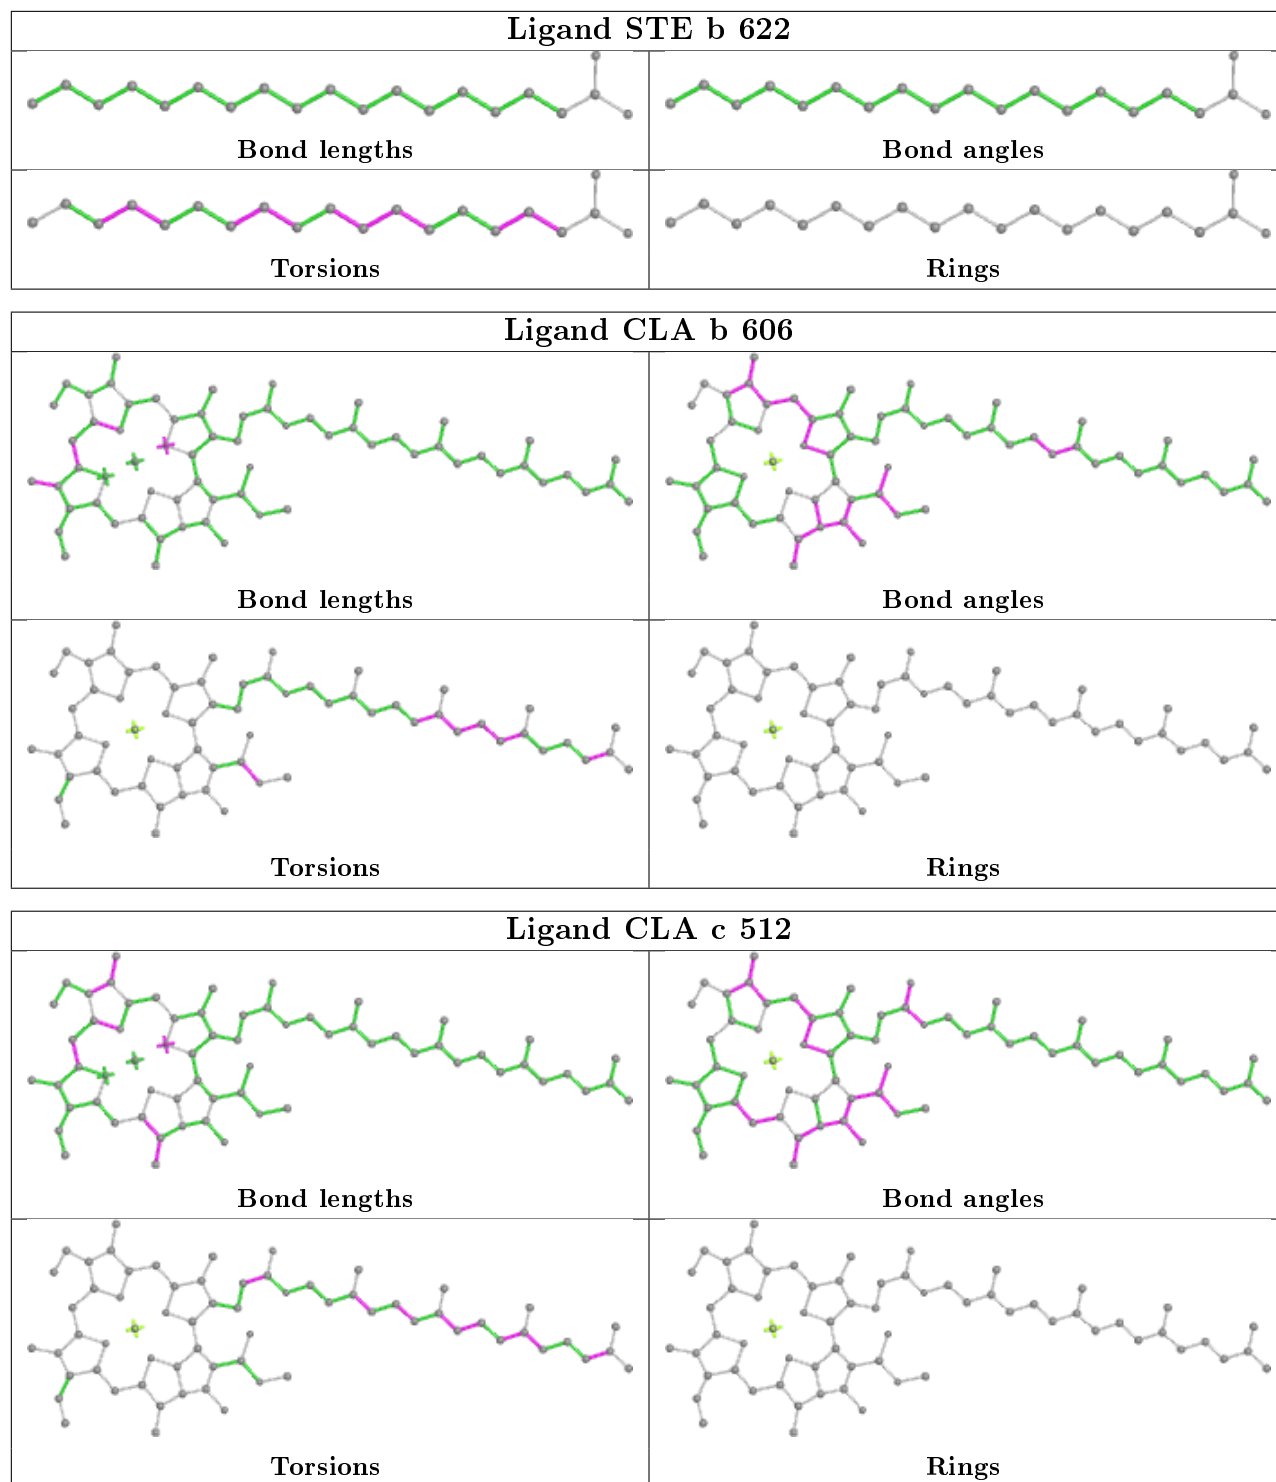 Ligand STE b 622
Bond lengths
Bond angles
Torsions
Rings
Ligand CLA b 606
Bond lengths
Bond angles
Torsions
Rings
Ligand CLA c 512
Bond lengths
Bond angles
Torsions
Rings